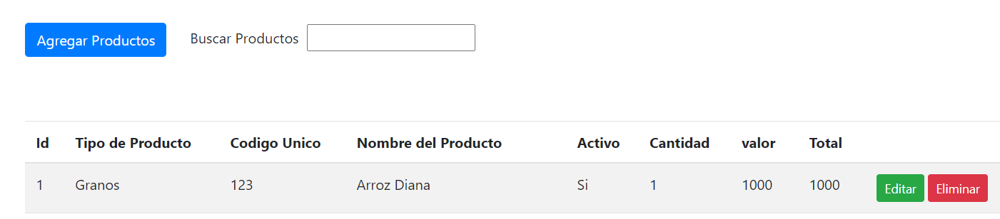 Agregar Productos Buscar Productos
Id Tipo de Producto Codigo Unico Nombre del Producto Activo Cantidad valor Total
1 Granos 123 Arroz Diana Si 1 1000 1000 Editar Eliminar